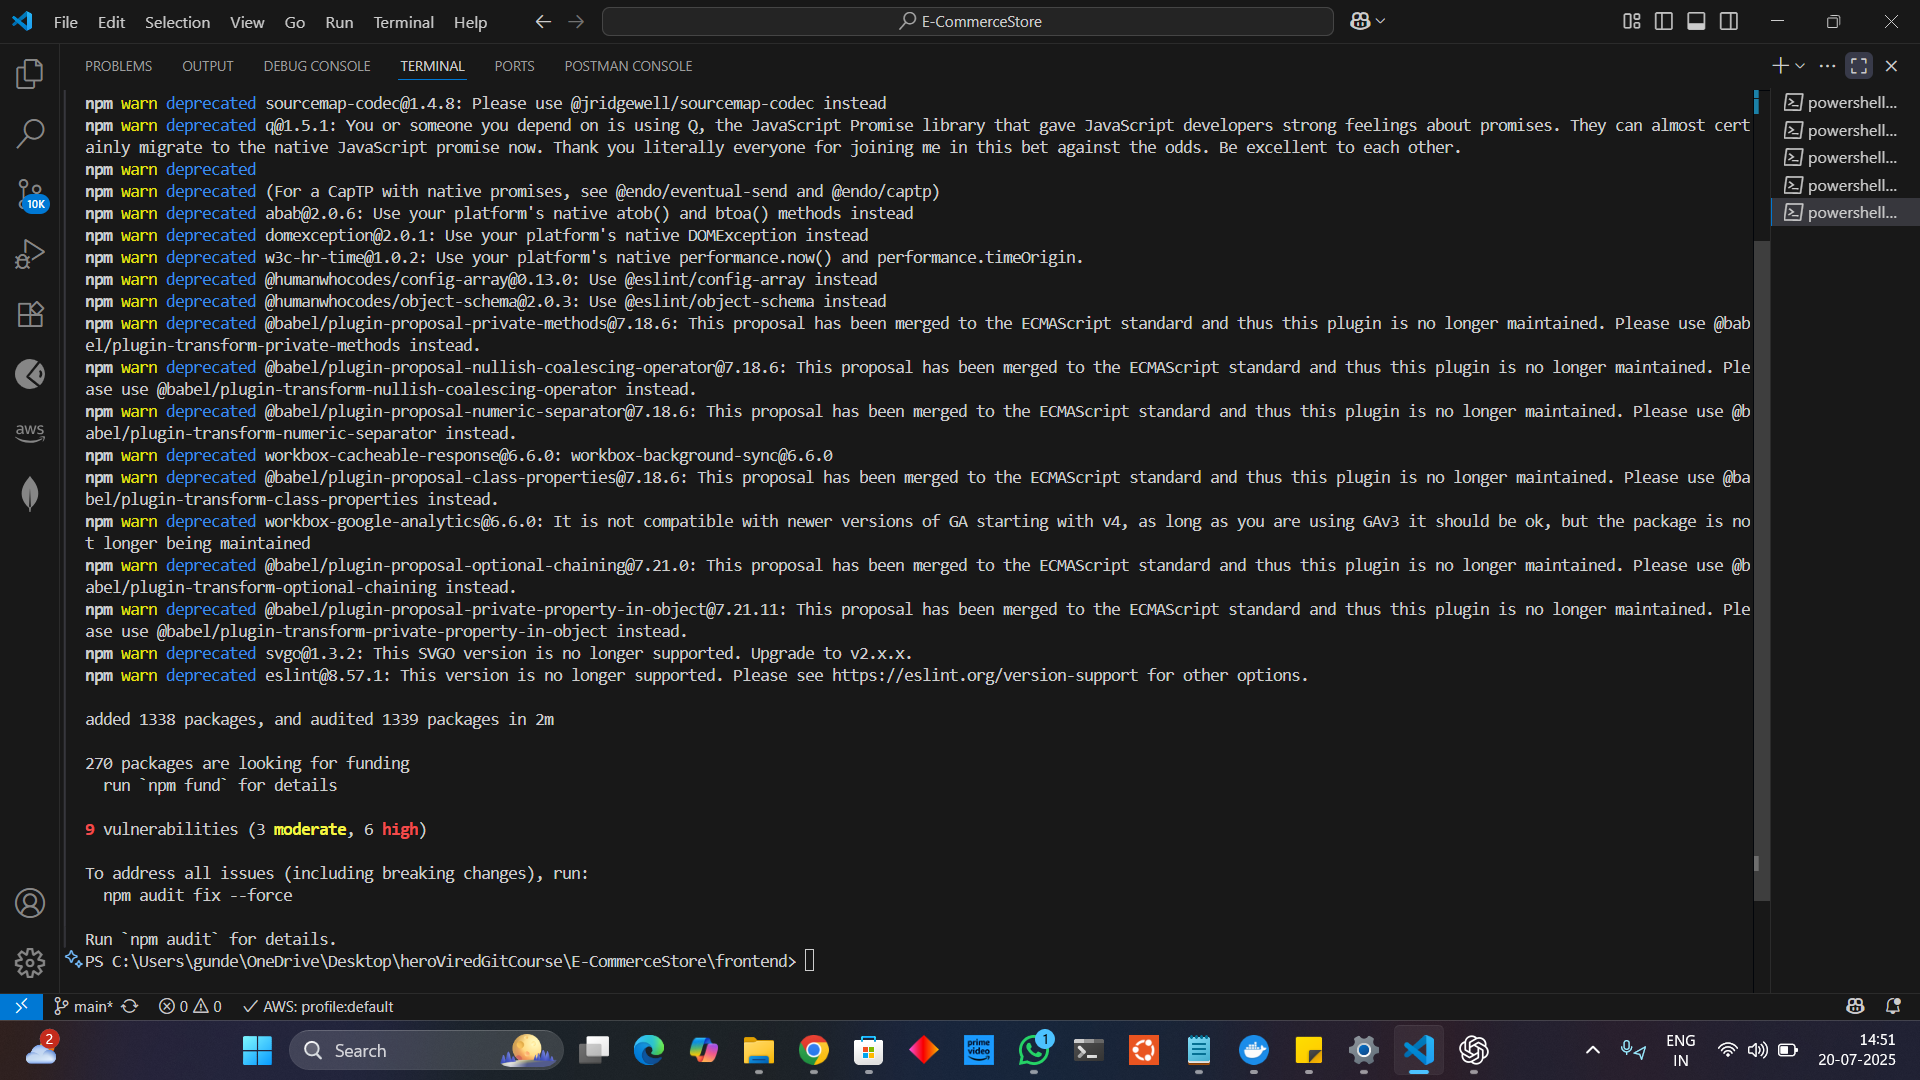 File Edit Selection View Go Run Terminal Help
E-CommerceStore
PROBLEMS OUTPUT DEBUG CONSOLE TERMINAL PORTS POSTMAN CONSOLE
npm warn deprecated sourcemap-codec@1.4.8: Please use @jridgewell/sourcemap-codec instead
npm warn deprecated q@1.5.1: You or someone you depend on is using Q, the JavaScript Promise library that gave JavaScript developers strong feelings about promises. They can almost cert
ainly migrate to the native JavaScript promise now. Thank you literally everyone for joining me in this bet against the odds. Be excellent to each other.
npm warn deprecated
npm warn deprecated (For a CapTP with native promises, see @endo/eventual-send and @endo/captp)
npm warn deprecated abab@2.0.6: Use your platform's native atob() and btoa() methods instead
npm warn deprecated domexception@2.0.1: Use your platform's native DOMException instead
npm warn deprecated w3c-hr-time@1.0.2: Use your platform's native performance.now() and performance.timeOrigin.
npm warn deprecated @humanwhocodes/config-array@0.13.0: Use @eslint/config-array instead
npm warn deprecated @humanwhocodes/object-schema@2.0.3: Use @eslint/object-schema instead
npm warn deprecated @babel/plugin-proposal-private-methods@7.18.6: This proposal has been merged to the ECMAScript standard and thus this plugin is no longer maintained. Please use @bab
el/plugin-transform-private-methods instead.
npm warn deprecated @babel/plugin-proposal-nullish-coalescing-operator@7.18.6: This proposal has been merged to the ECMAScript standard and thus this plugin is no longer maintained. Ple
ase use @babel/plugin-transform-nullish-coalescing-operator instead.
npm warn deprecated @babel/plugin-proposal-numeric-separator@7.18.6: This proposal has been merged to the ECMAScript standard and thus this plugin is no longer maintained. Please use @b
abel/plugin-transform-numeric-separator instead.
npm warn deprecated workbox-cacheable-response@6.6.0: workbox-background-sync@6.6.0
npm warn deprecated @babel/plugin-proposal-class-properties@7.18.6: This proposal has been merged to the ECMAScript standard and thus this plugin is no longer maintained. Please use @ba
bel/plugin-transform-class-properties instead.
npm warn deprecated workbox-google-analytics@6.6.0: It is not compatible with newer versions of GA starting with v4, as long as you are using GAv3 it should be ok, but the package is no
t longer being maintained
npm warn deprecated @babel/plugin-proposal-optional-chaining@7.21.0: This proposal has been merged to the ECMAScript standard and thus this plugin is no longer maintained. Please use @b
abel/plugin-transform-optional-chaining instead.
npm warn deprecated @babel/plugin-proposal-private-property-in-object@7.21.11: This proposal has been merged to the ECMAScript standard and thus this plugin is no longer maintained. Ple
ase use @babel/plugin-transform-private-property-in-object instead.
npm warn deprecated svgo@1.3.2: This SVGO version is no longer supported. Upgrade to v2.x.x.
npm warn deprecated eslint@8.57.1: This version is no longer supported. Please see https://eslint.org/version-support for other options.
added 1338 packages, and audited 1339 packages in 2m
270 packages are looking for funding
run `npm fund` for details
9 vulnerabilities (3 moderate, 6 high)
To address all issues (including breaking changes), run:
npm audit fix --force
Run `npm audit` for details.
PS C:\Users\gunde\OneDrive\Desktop\heroViredGitCourse\E-CommerceStore\frontend>
powershell...
powershell...
powershell...
powershell...
powershell...
10K
aws
main* 0 0 AWS: profile:default
2
Search
prime video
1
ENG
IN
14:51
20-07-2025